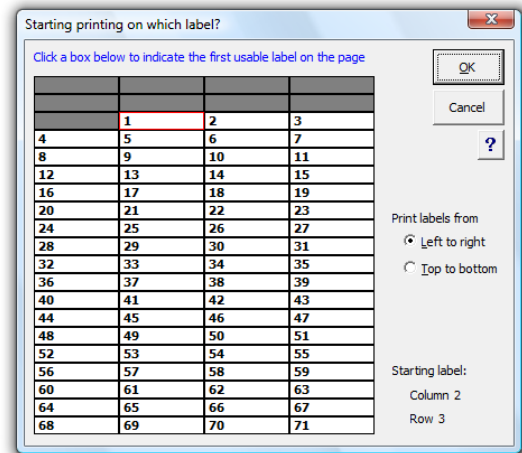 Starting printing on which label?
Click a box below to indicate the first usable label on the page
OK
Cancel
?
1 2 3
4 5 6 7
8 9 10 11
12 13 14 15
16 17 18 19
20 21 22 23
24 25 26 27
28 29 30 31
32 33 34 35
36 37 38 39
40 41 42 43
44 45 46 47
48 49 50 51
52 53 54 55
56 57 58 59
60 61 62 63
64 65 66 67
68 69 70 71
Print labels from
Left to right
Top to bottom
Starting label:
Column 2
Row 3